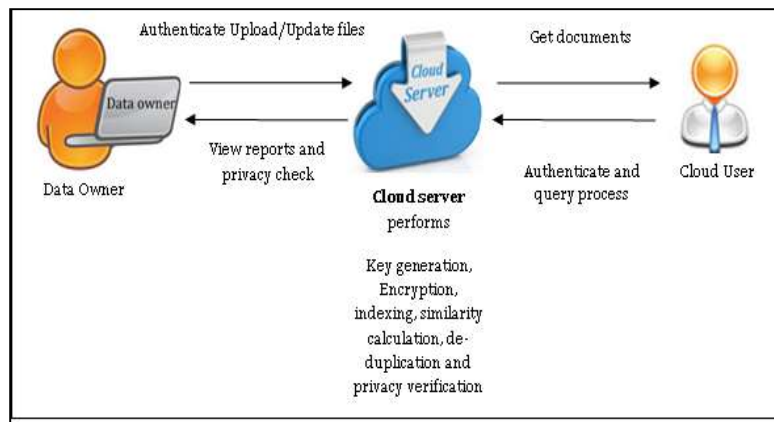 Authenticate Upload/Update files
Get documents
Cloud
Server
Data owner
View reports and
privacy check
Authenticate and
query process
Data Owner
Cloud server
performs
Cloud User
Key generation,
Encryption,
indexing, similarity
calculation, de-
duplication and
privacy verification